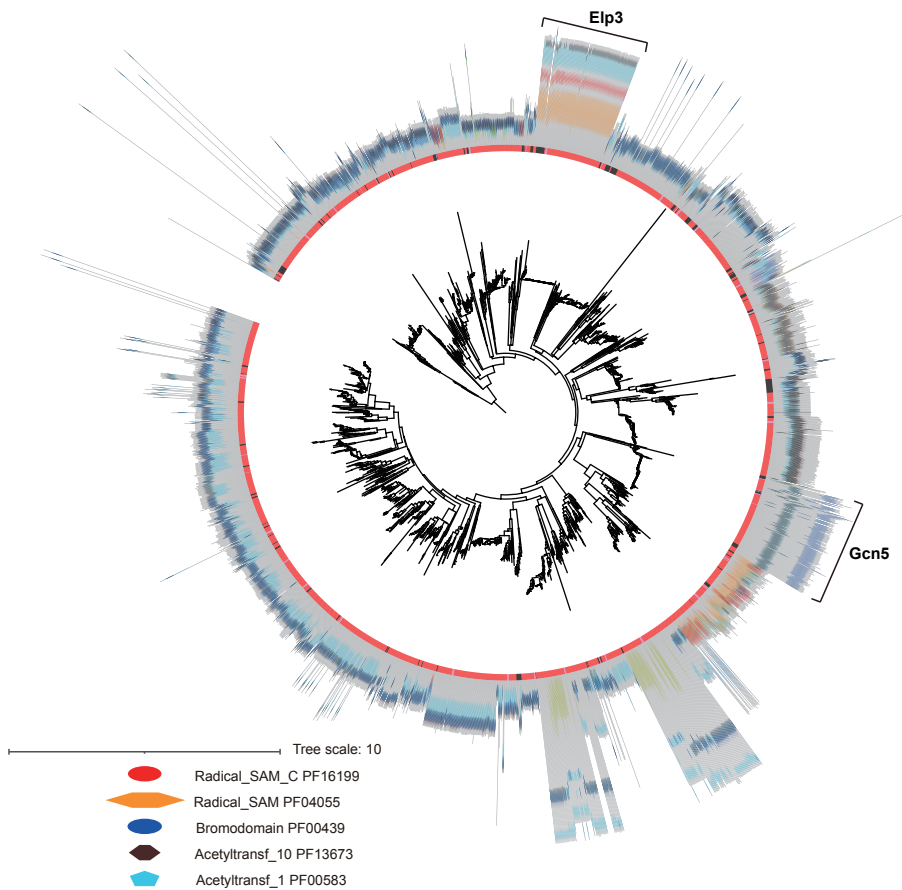 Elp3
Gcn5
Tree scale: 10
Radical_SAM_C PF16199
Radical_SAM PF04055
Bromodomain PF00439
Acetyltransf_10 PF13673
Acetyltransf_1 PF00583